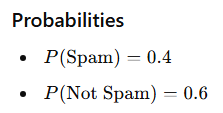 Probabilities
• P(Spam) = 0.4
• P(Not Spam) = 0.6